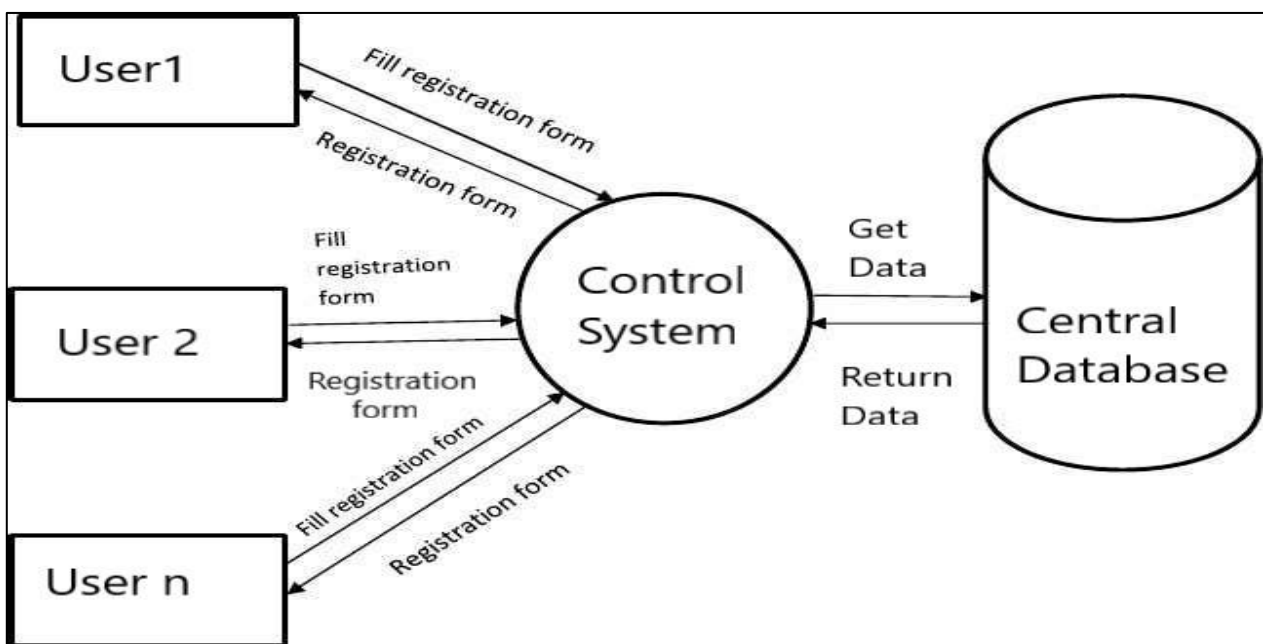 User1
Fill registration form
Registration form
Fill
registration
form
User 2
Registration
form
Fill registration form
Registration form
User n
Control
System
Get
Data
Return
Data
Central
Database